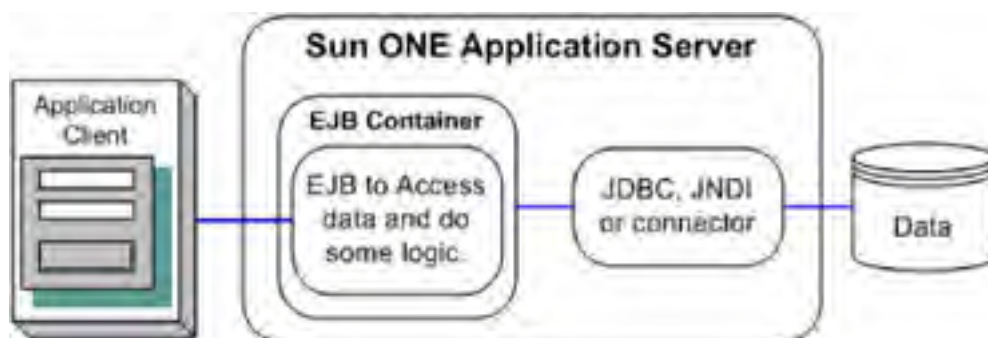 Sun ONE Application Server
Application
Client
EJB Container
EJB to Access
data and do
some logic.
JDBC, JNDI
or connector
Data